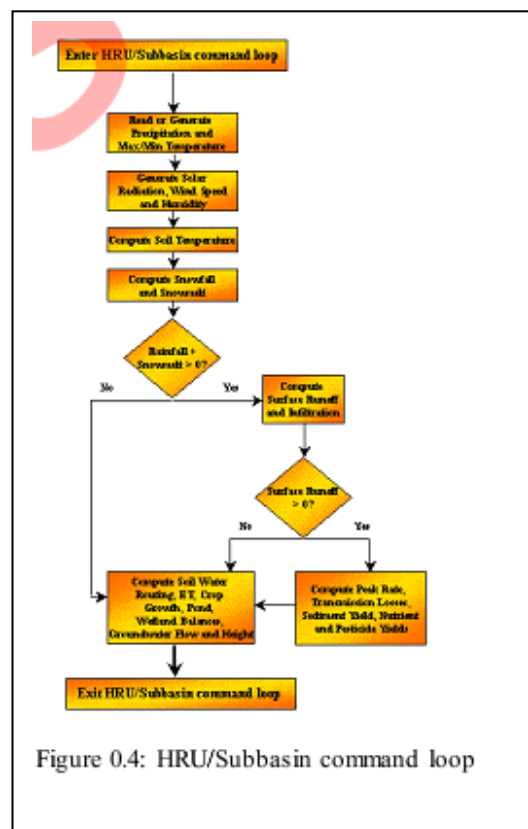 Enter HRU/Subbasin command loop
Read or Generate
Precipitation and
Max/Min Temperature
Generate Solar
Radiation, Wind Speed
and Humidity
Compute Soil Temperature
Compute Snowfall
and Snowmelt
Rainfall +
Snowmelt > 0?
No
Yes
Compute
Surface Runoff
and Infiltration
Surface Runoff
> 0?
No
Yes
Compute Soil Water
Routing, ET, Crop
Growth, Pond,
Wetland Balances,
Groundwater Flow and Height
Compute Peak Rate,
Transmission Losses,
Sediment Yield, Nutrient
and Pesticide Yields
Exit HRU/Subbasin command loop
Figure 0.4: HRU/Subbasin command loop